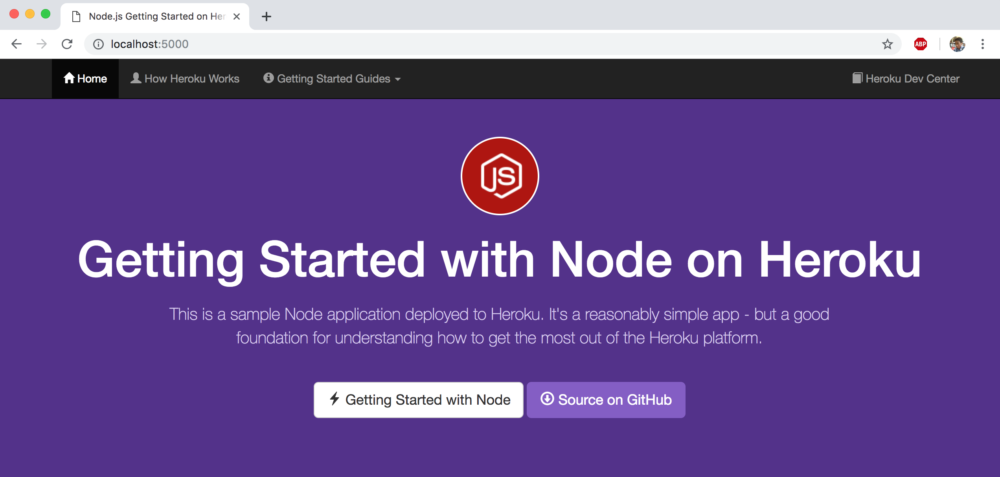 Node.js Getting Started on Her
localhost:5000
ABP
Home
How Heroku Works
Getting Started Guides
Heroku Dev Center
JS
Getting Started with Node on Heroku
This is a sample Node application deployed to Heroku. It's a reasonably simple app - but a good
foundation for understanding how to get the most out of the Heroku platform.
Getting Started with Node
Source on GitHub